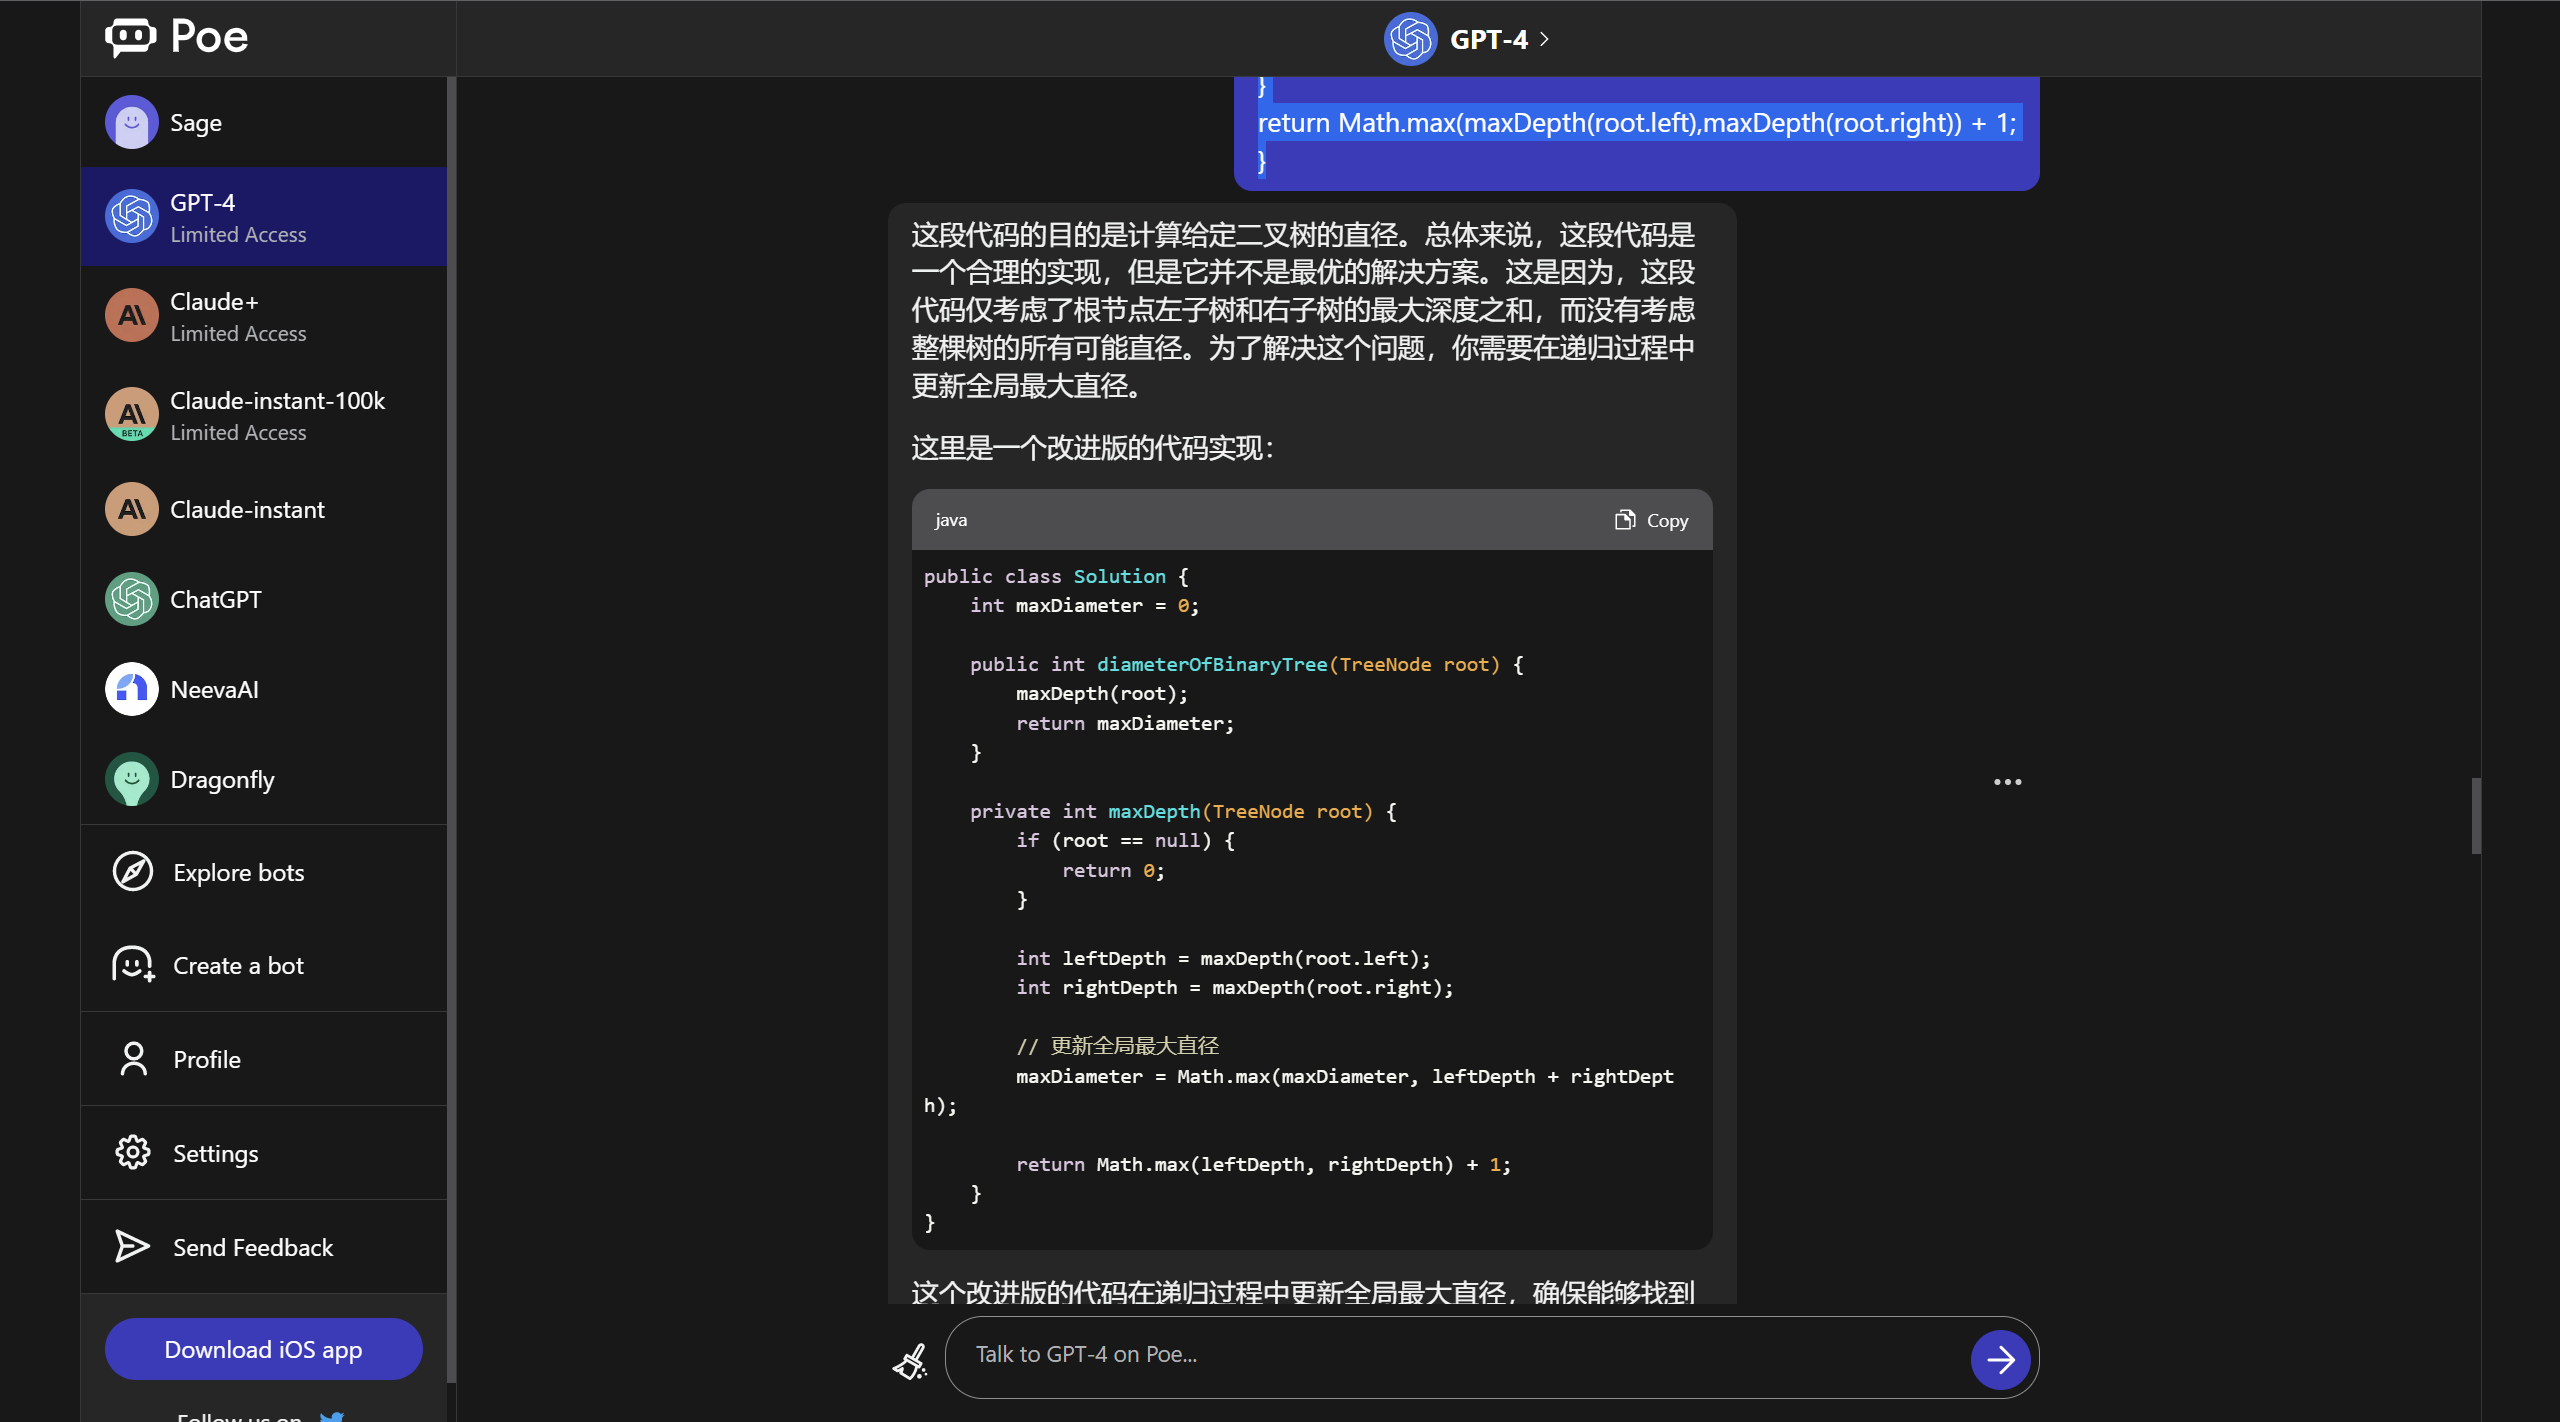 Poe
GPT-4
Sage
GPT-4
Limited Access
Claude+
Limited Access
Claude-instant-100k
Limited Access
BETA
Claude-instant
ChatGPT
NeevaAI
Dragonfly
Explore bots
Create a bot
Profile
Settings
Send Feedback
Download iOS app
Follow us on
}
return Math.max(maxDepth(root.left),maxDepth(root.right)) + 1;
}
这段代码的目的是计算给定二叉树的直径。总体来说，这段代码是
一个合理的实现，但是它并不是最优的解决方案。这是因为，这段
代码仅考虑了根节点左子树和右子树的最大深度之和，而没有考虑
整棵树的所有可能直径。为了解决这个问题，你需要在递归过程中
更新全局最大直径。
这里是一个改进版的代码实现：
java
Copy
public class Solution {
    int maxDiameter = 0;
    public int diameterOfBinaryTree(TreeNode root) {
        maxDepth(root);
        return maxDiameter;
    }
    private int maxDepth(TreeNode root) {
        if (root == null) {
            return 0;
        }
        int leftDepth = maxDepth(root.left);
        int rightDepth = maxDepth(root.right);
        // 更新全局最大直径
        maxDiameter = Math.max(maxDiameter, leftDepth + rightDept
h);
        return Math.max(leftDepth, rightDepth) + 1;
    }
}
这个改进版的代码在递归过程中更新全局最大直径，确保能够找到
Talk to GPT-4 on Poe...